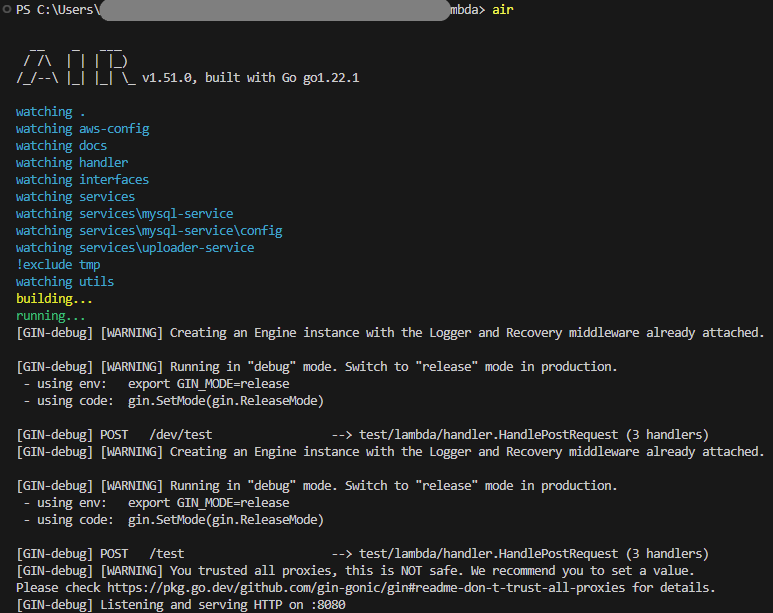 PS C:\Users\ mbda> air
v1.51.0, built with Go go1.22.1
watching .
watching aws-config
watching docs
watching handler
watching interfaces
watching services
watching services\mysql-service
watching services\mysql-service\config
watching services\uploader-service
!exclude tmp
watching utils
building...
running...
[GIN-debug] [WARNING] Creating an Engine instance with the Logger and Recovery middleware already attached.
[GIN-debug] [WARNING] Running in "debug" mode. Switch to "release" mode in production.
- using env:   export GIN_MODE=release
- using code:  gin.SetMode(gin.ReleaseMode)
[GIN-debug] POST   /dev/test                 --> test/lambda/handler.HandlePostRequest (3 handlers)
[GIN-debug] [WARNING] Creating an Engine instance with the Logger and Recovery middleware already attached.
[GIN-debug] [WARNING] Running in "debug" mode. Switch to "release" mode in production.
- using env:   export GIN_MODE=release
- using code:  gin.SetMode(gin.ReleaseMode)
[GIN-debug] POST   /test                     --> test/lambda/handler.HandlePostRequest (3 handlers)
[GIN-debug] [WARNING] You trusted all proxies, this is NOT safe. We recommend you to set a value.
Please check https://pkg.go.dev/github.com/gin-gonic/gin#readme-don-t-trust-all-proxies for details.
[GIN-debug] Listening and serving HTTP on :8080